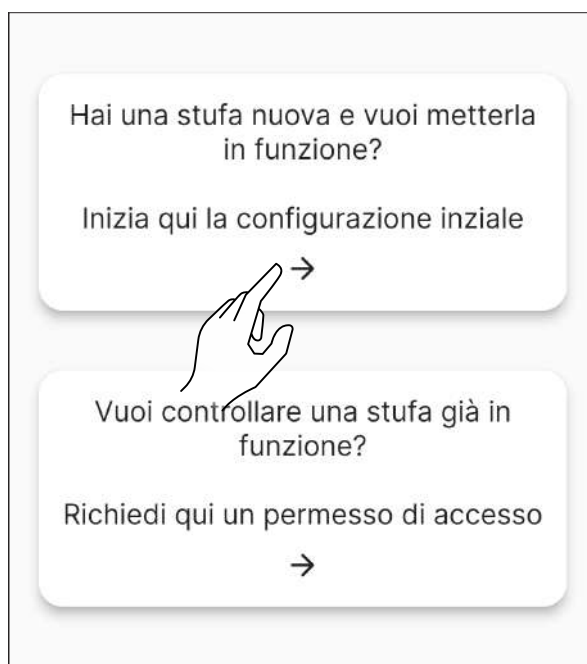 Hai una stufa nuova e vuoi metterla
in funzione?
Inizia qui la configurazione inziale
Vuoi controllare una stufa già in
funzione?
Richiedi qui un permesso di accesso